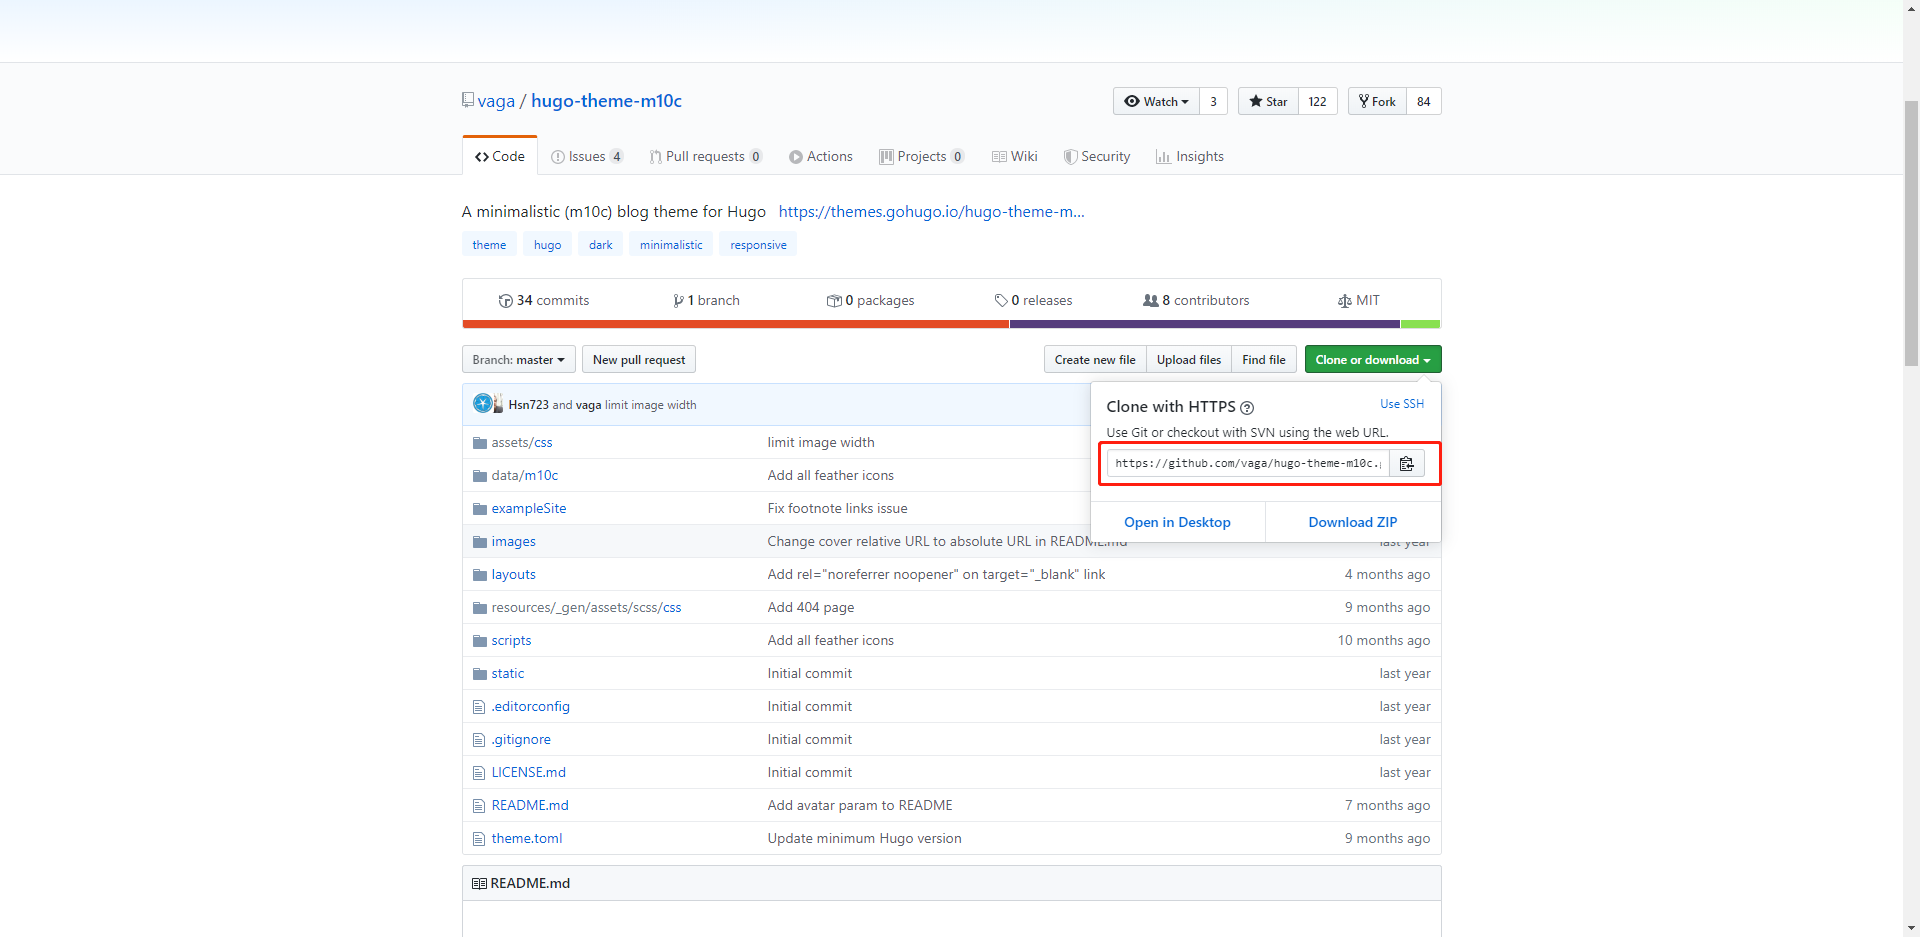 vaga / hugo-theme-m10c
Watch 3 Star 122 Fork 84
Code Issues 4 Pull requests 0 Actions Projects 0 Wiki Security Insights
A minimalistic (m10c) blog theme for Hugo https://themes.gohugo.io/hugo-theme-m...
theme hugo dark minimalistic responsive
34 commits 1 branch 0 packages 0 releases 8 contributors MIT
Branch: master New pull request Create new file Upload files Find file Clone or download
Hsn723 and vaga limit image width
Clone with HTTPS Use SSH
Use Git or checkout with SVN using the web URL.
https://github.com/vaga/hugo-theme-m10c.
Open in Desktop Download ZIP
assets/css limit image width
data/m10c Add all feather icons
exampleSite Fix footnote links issue
images Change cover relative URL to absolute URL in README.md last year
layouts Add rel="noreferrer noopener" on target="_blank" link 4 months ago
resources/_gen/assets/scss/css Add 404 page 9 months ago
scripts Add all feather icons 10 months ago
static Initial commit last year
.editorconfig Initial commit last year
.gitignore Initial commit last year
LICENSE.md Initial commit last year
README.md Add avatar param to README 7 months ago
theme.toml Update minimum Hugo version 9 months ago
README.md